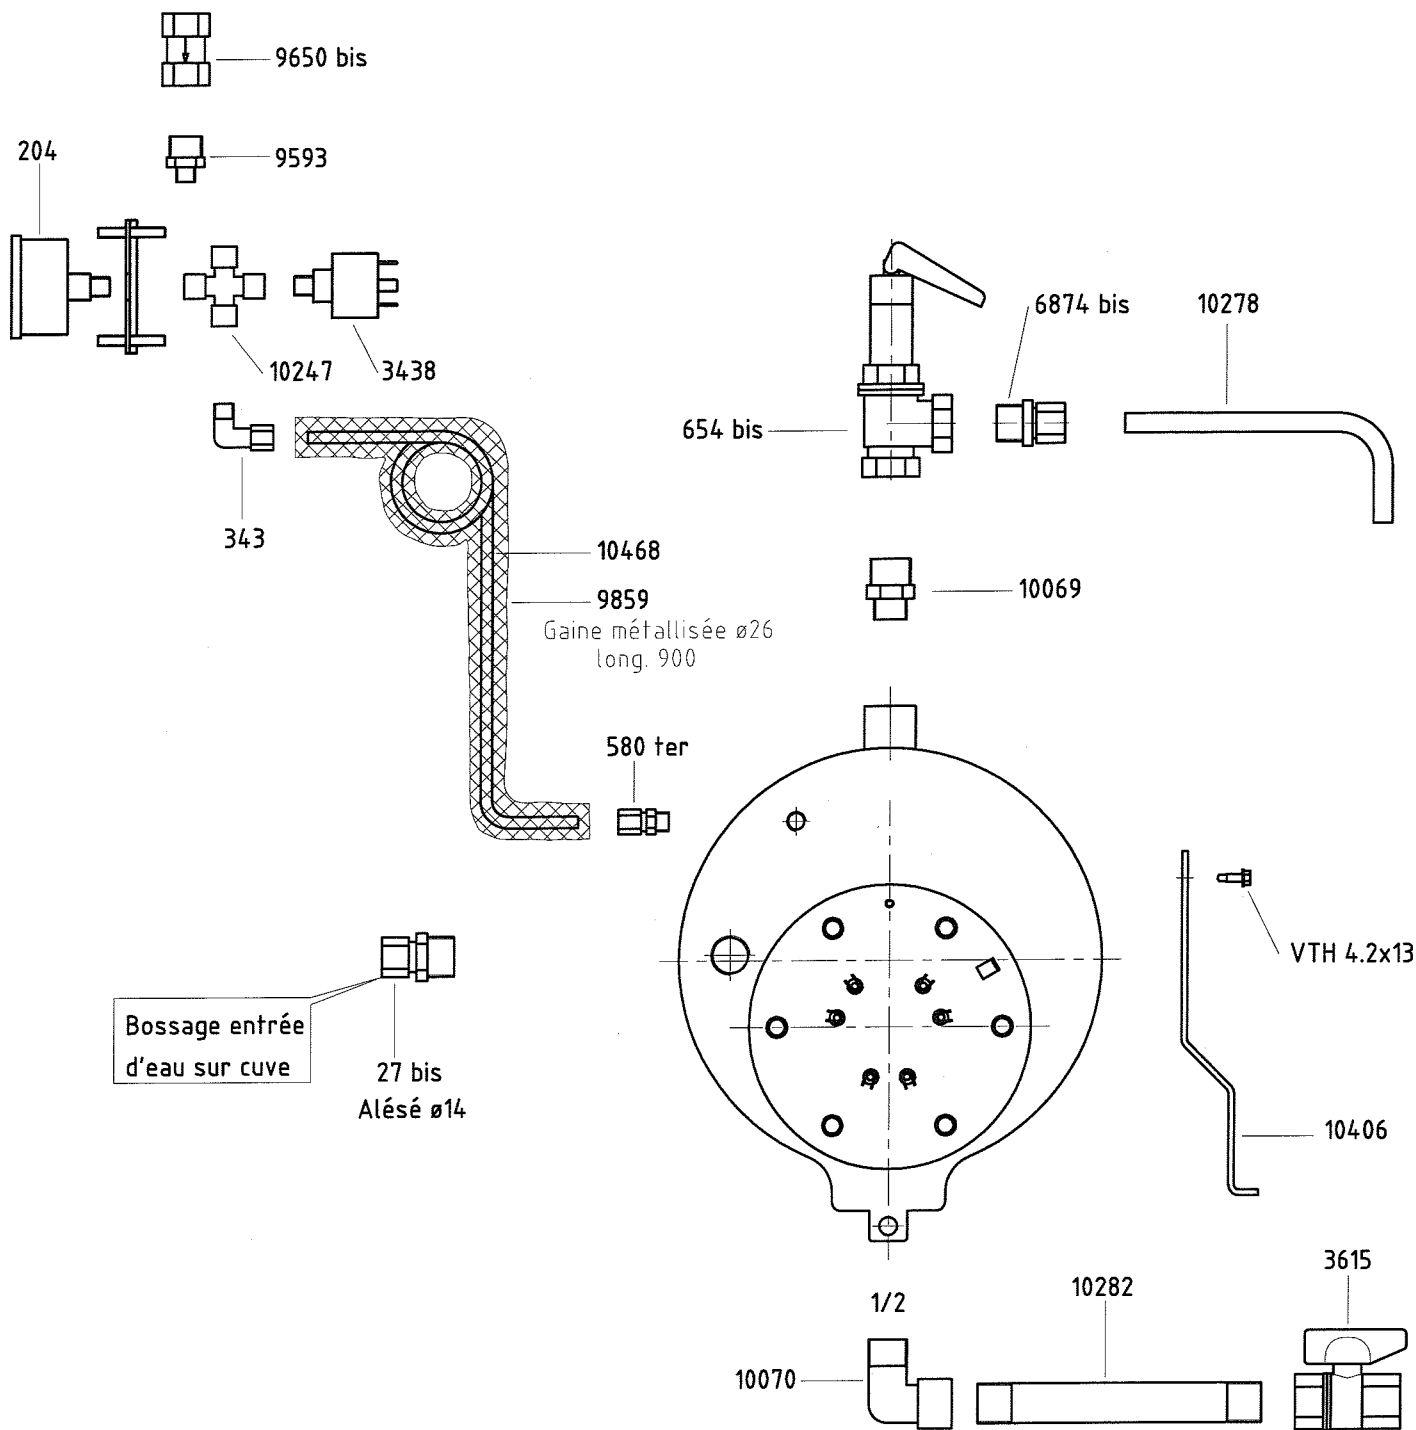 9650 bis
204
9593
6874 bis
10278
10247
3438
654 bis
343
10468
10069
9859
Gaine métallisée ø26
long. 900
580 ter
VTH 4.2x13
Bossage entrée
d'eau sur cuve
27 bis
Alésé ø14
10406
3615
10282
1/2
10070